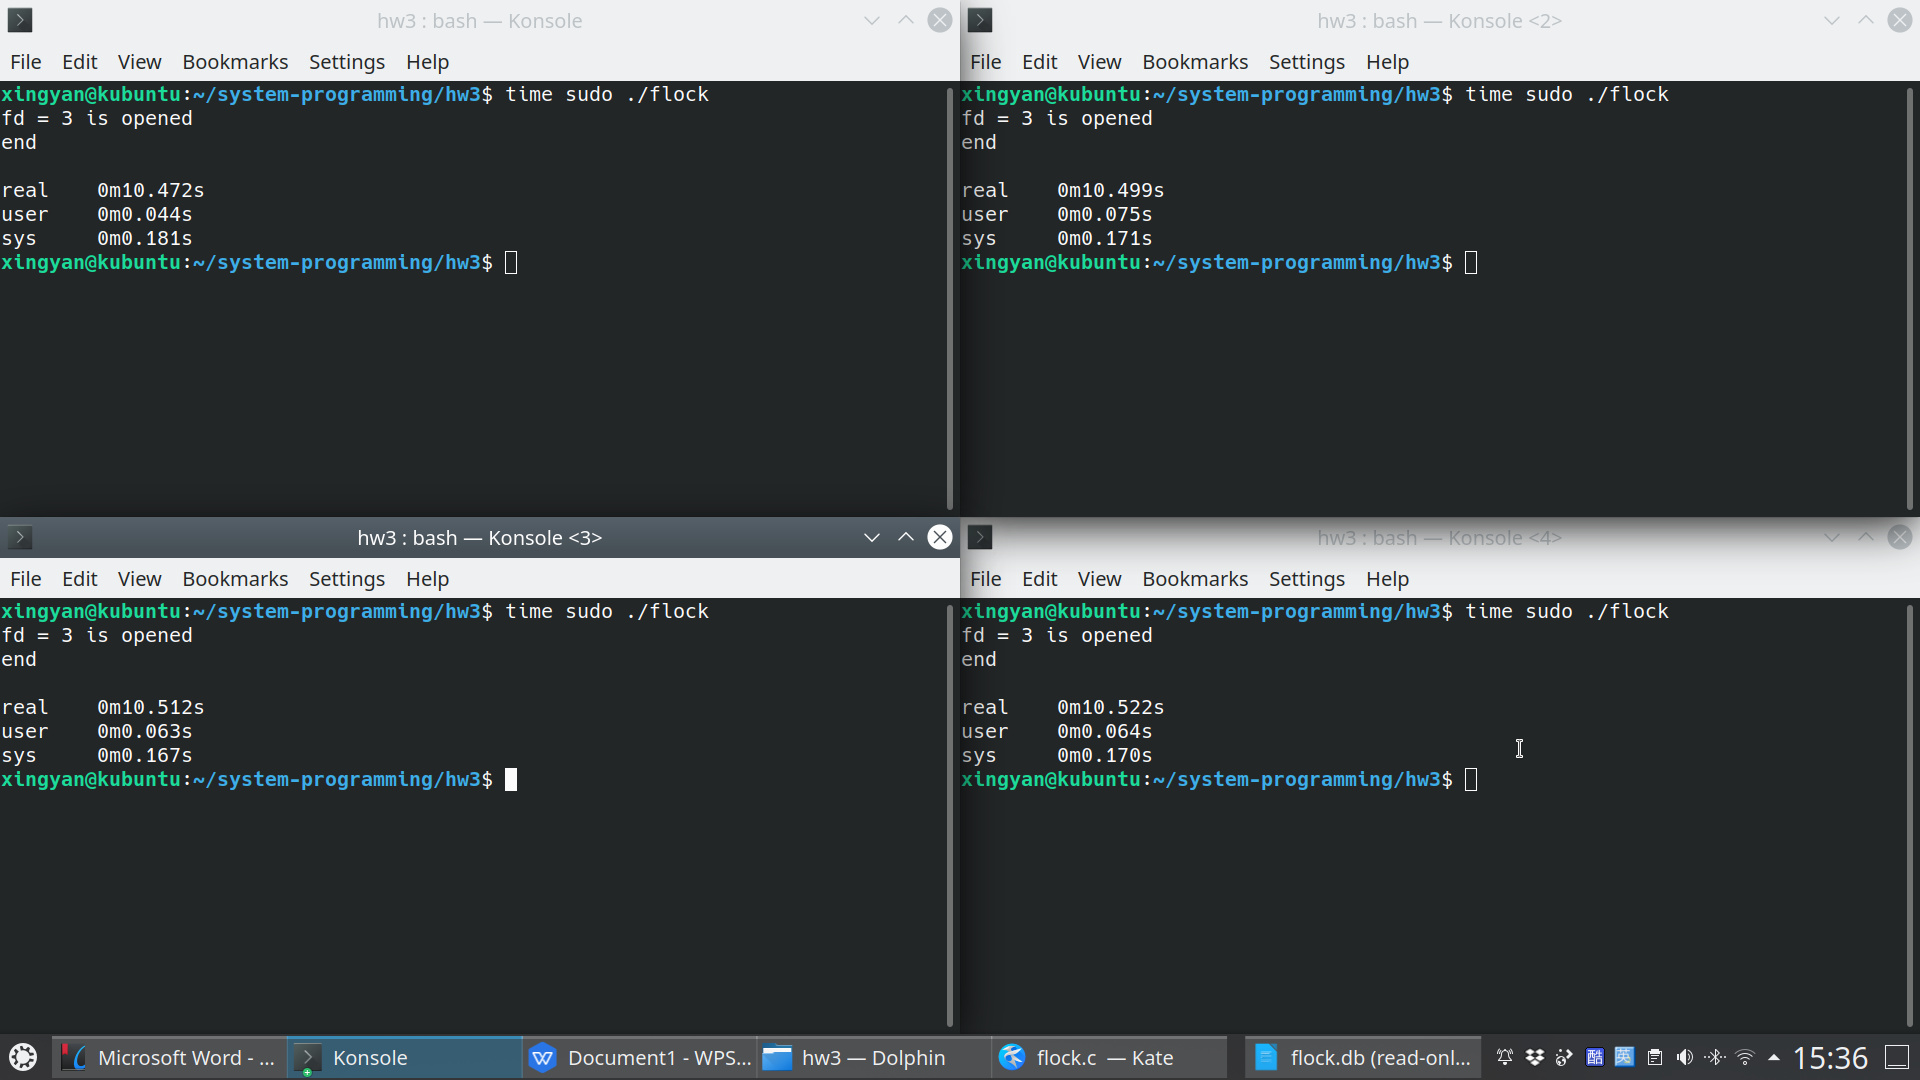 hw3 : bash — Konsole
File Edit View Bookmarks Settings Help
xingyan@kubuntu:~/system-programming/hw3$ time sudo ./flock
fd = 3 is opened
end
real 0m10.472s
user 0m0.044s
sys 0m0.181s
xingyan@kubuntu:~/system-programming/hw3$
hw3 : bash — Konsole <2>
File Edit View Bookmarks Settings Help
xingyan@kubuntu:~/system-programming/hw3$ time sudo ./flock
fd = 3 is opened
end
real 0m10.499s
user 0m0.075s
sys 0m0.171s
xingyan@kubuntu:~/system-programming/hw3$
hw3 : bash — Konsole <3>
File Edit View Bookmarks Settings Help
xingyan@kubuntu:~/system-programming/hw3$ time sudo ./flock
fd = 3 is opened
end
real 0m10.512s
user 0m0.063s
sys 0m0.167s
xingyan@kubuntu:~/system-programming/hw3$
hw3 : bash — Konsole <4>
File Edit View Bookmarks Settings Help
xingyan@kubuntu:~/system-programming/hw3$ time sudo ./flock
fd = 3 is opened
end
real 0m10.522s
user 0m0.064s
sys 0m0.170s
xingyan@kubuntu:~/system-programming/hw3$
Microsoft Word - ... Konsole Document1 - WPS... hw3 — Dolphin flock.c — Kate flock.db (read-onl... 酷 英 15:36